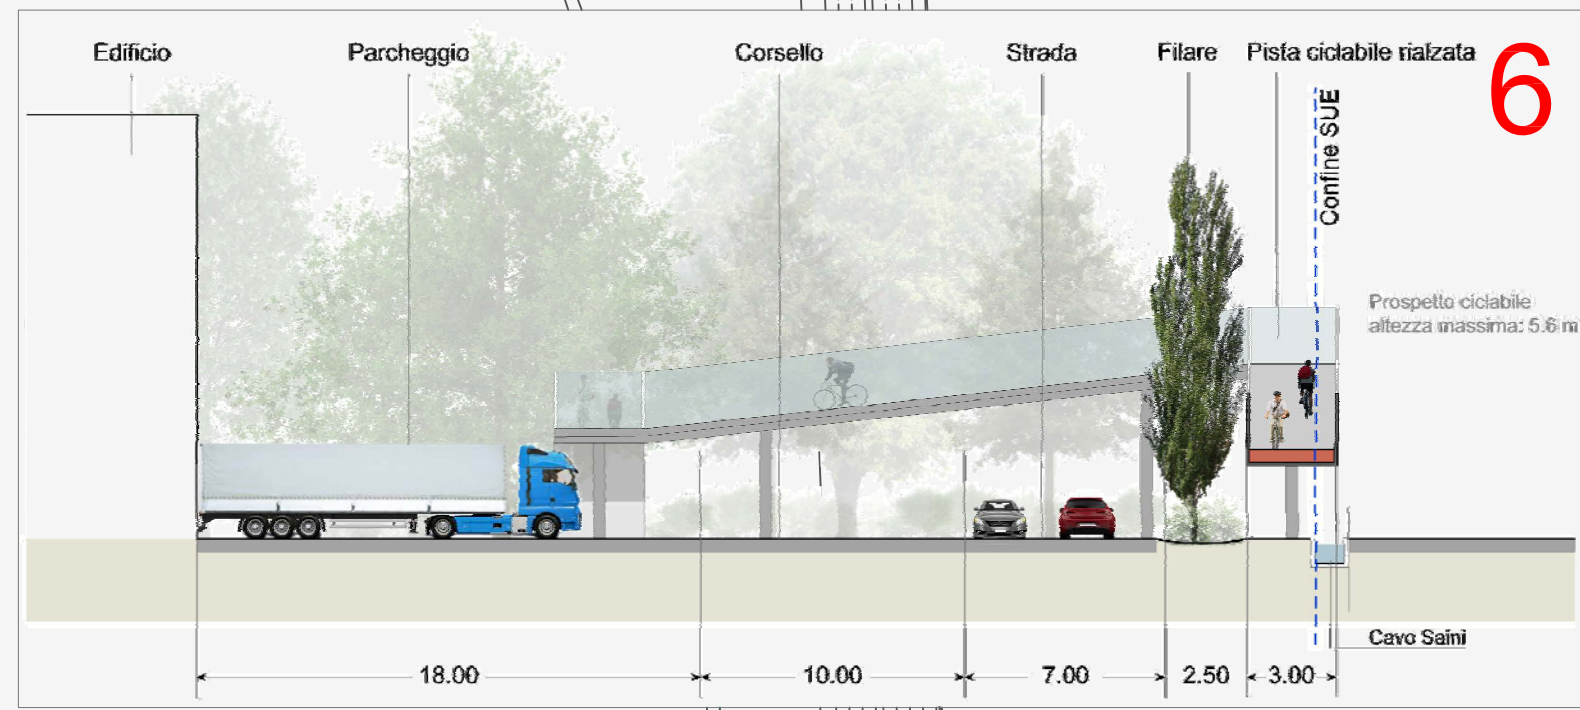 Edificio
Parcheggio
Corsello
Strada
Filare
Pista ciclabile rialzata
6
Confine SUE
Prospetto ciclabile
altezza massima: 5.6 m
Cavo Saini
18.00
10.00
7.00
2.50
3.00